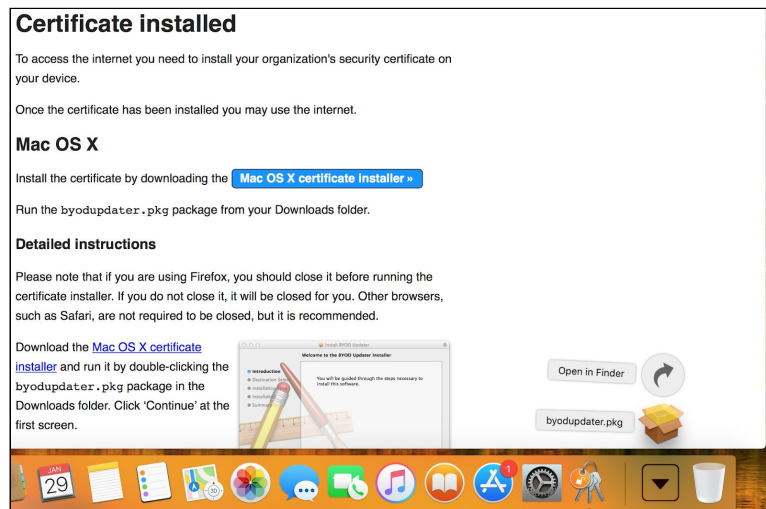 Certificate installed
To access the internet you need to install your organization's security certificate on
your device.
Once the certificate has been installed you may use the internet.
Mac OS X
Install the certificate by downloading the Mac OS X certificate installer »
Run the byodupdater.pkg package from your Downloads folder.
Detailed instructions
Please note that if you are using Firefox, you should close it before running the
certificate installer. If you do not close it, it will be closed for you. Other browsers,
such as Safari, are not required to be closed, but it is recommended.
Download the Mac OS X certificate
installer and run it by double-clicking the
byodupdater.pkg package in the
Downloads folder. Click ‘Continue’ at the
first screen.
Install BYOD Updater
Welcome to the BYOD Updater Installer
Introduction
Destination
Installation
Installation
Summary
You will be guided through the steps necessary to
install this software.
Open in Finder
byodupdater.pkg
JAN
29
3D
1